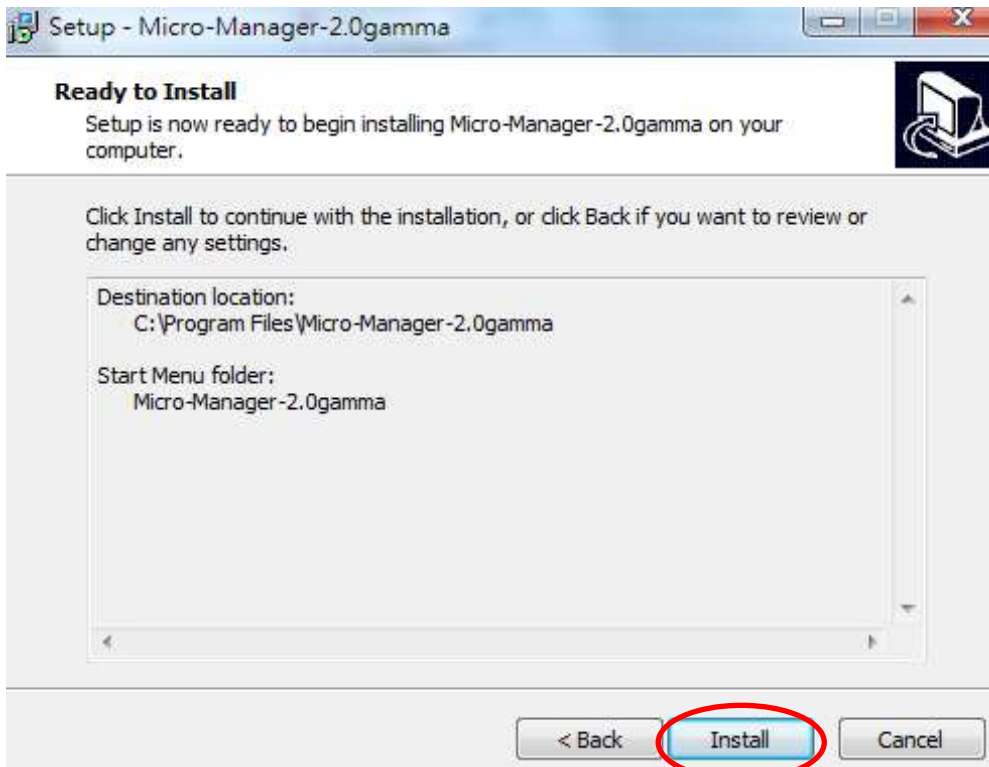 Setup - Micro-Manager-2.0gamma
Ready to Install
Setup is now ready to begin installing Micro-Manager-2.0gamma on your
computer.
Click Install to continue with the installation, or click Back if you want to review or
change any settings.
Destination location:
C:\Program Files\Micro-Manager-2.0gamma
Start Menu folder:
Micro-Manager-2.0gamma
< Back Install Cancel